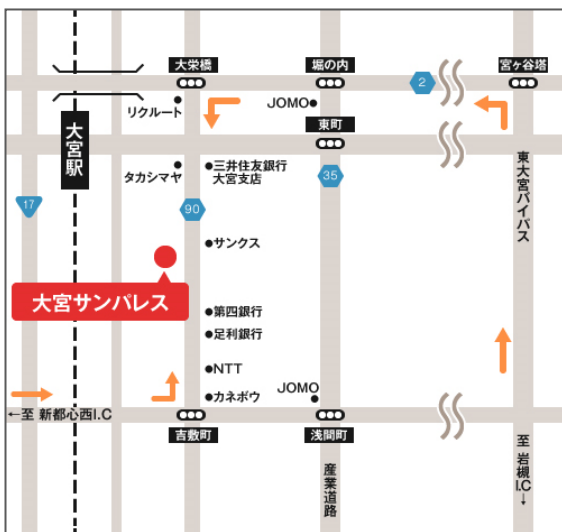 大栄橋
堀の内
宮ヶ谷塔
2
リクルート
JOMO
東町
大宮駅
タカシマヤ
三井住友銀行
大宮支店
35
東大宮バイパス
17
90
サンクス
大宮サンパレス
第四銀行
足利銀行
NTT
JOMO
カネボウ
←至 新都心西I.C
吉敷町
浅間町
産業道路
至 岩槻I.C→